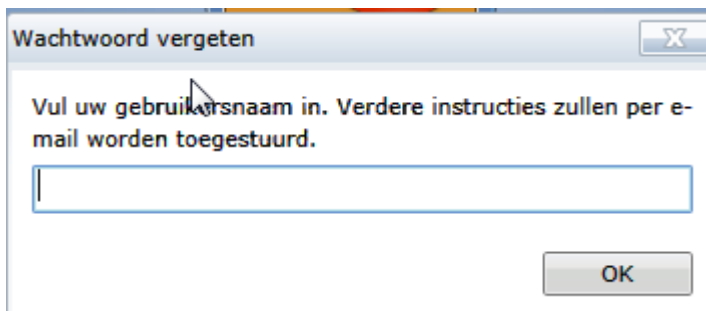 Wachtwoord vergeten
Vul uw gebruikersnaam in. Verdere instructies zullen per e-
mail worden toegestuurd.
OK